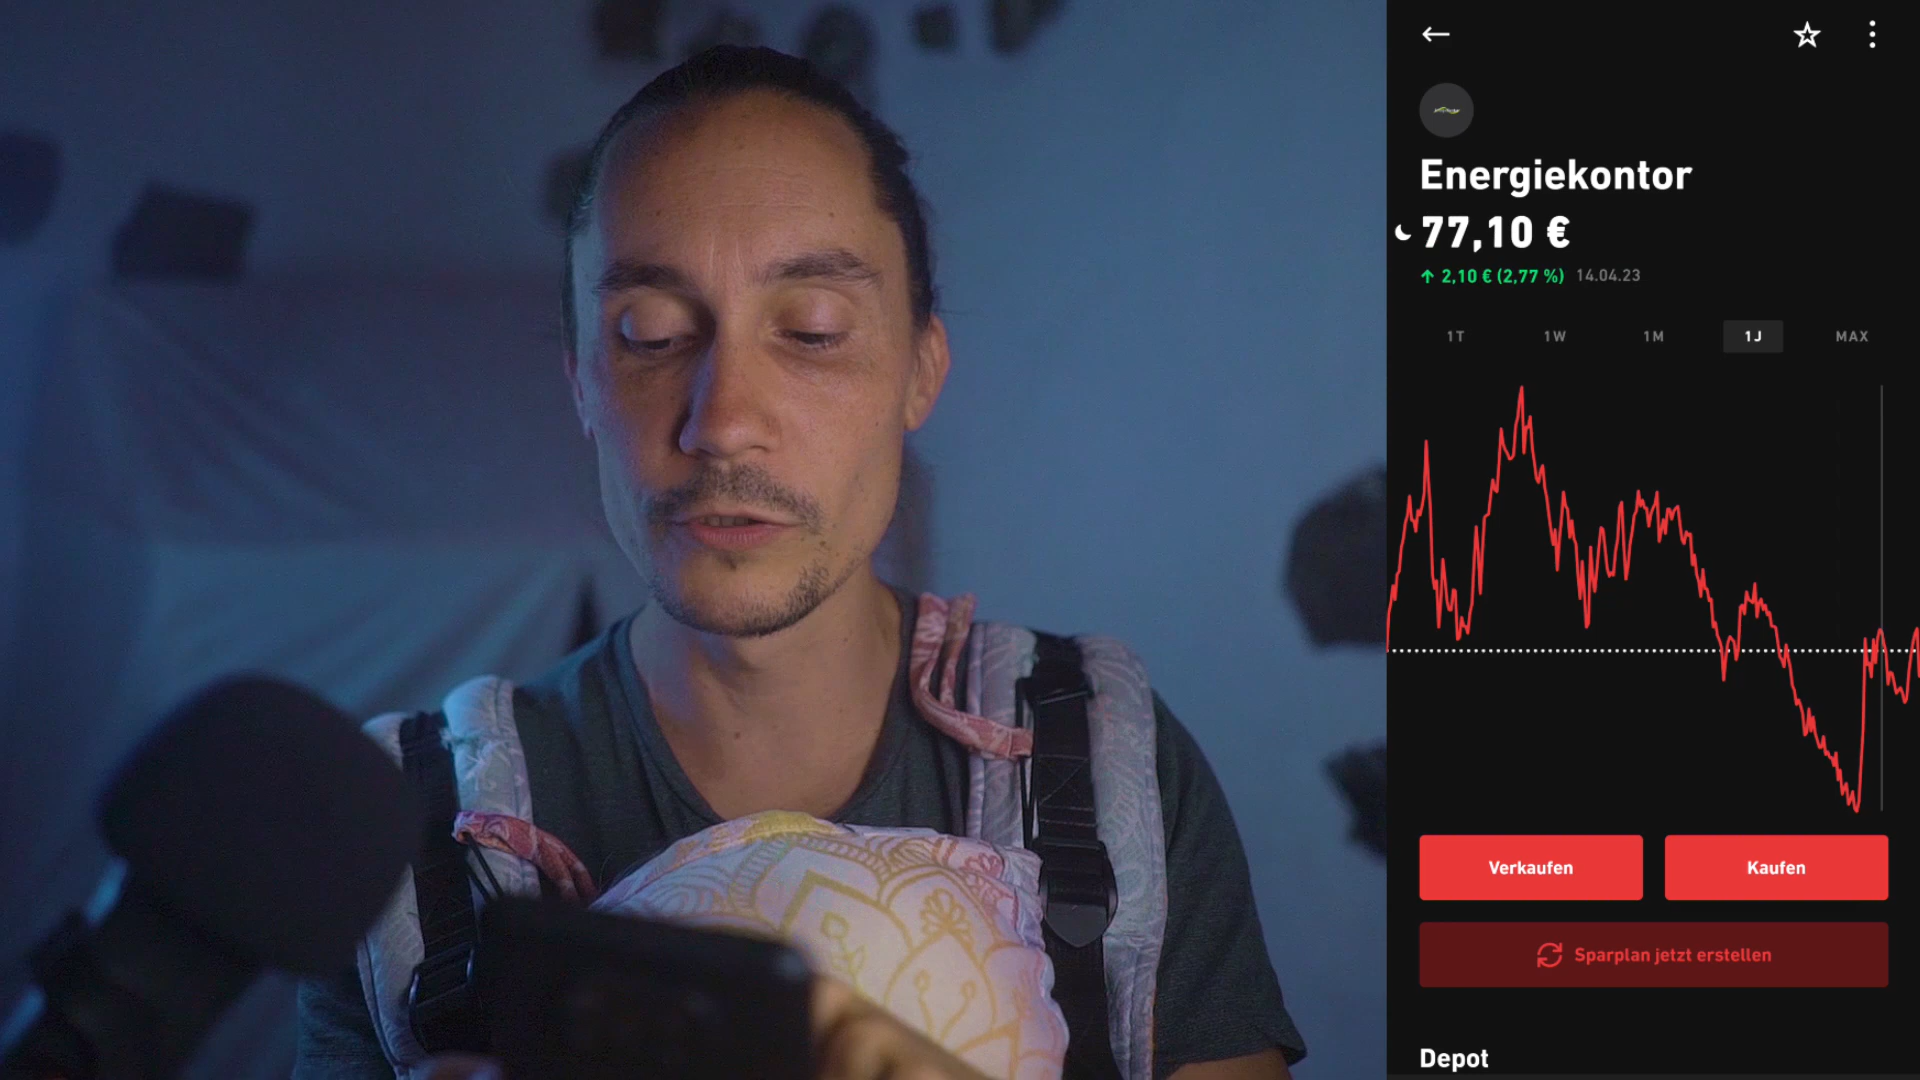 Energiekontor
77,10 €
2,10 € (2,77 %) 14.04.23
1T 1W 1M 1J MAX
Verkaufen Kaufen
Sparplan jetzt erstellen
Depot